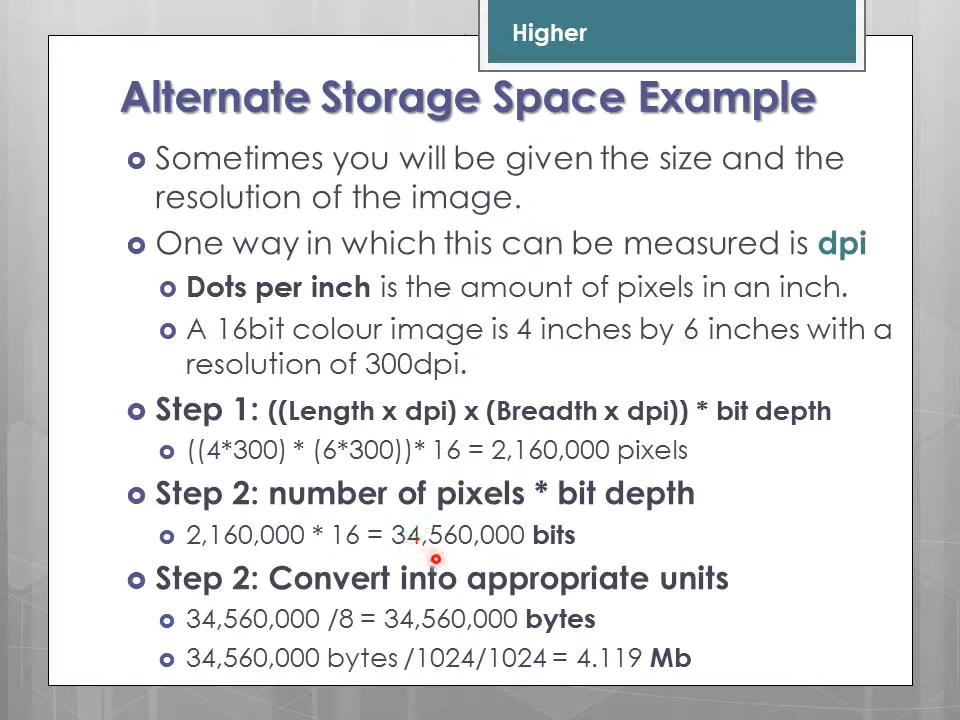 Higher
Alternate Storage Space Example
Sometimes you will be given the size and the
resolution of the image.
One way in which this can be measured is dpi
Dots per inch is the amount of pixels in an inch.
A 16bit colour image is 4 inches by 6 inches with a
resolution of 300dpi.
Step 1: ((Length x dpi) x (Breadth x dpi)) * bit depth
((4*300) * (6*300))* 16 = 2,160,000 pixels
Step 2: number of pixels * bit depth
2,160,000 * 16 = 34,560,000 bits
Step 2: Convert into appropriate units
34,560,000 /8 = 34,560,000 bytes
34,560,000 bytes /1024/1024 = 4.119 Mb